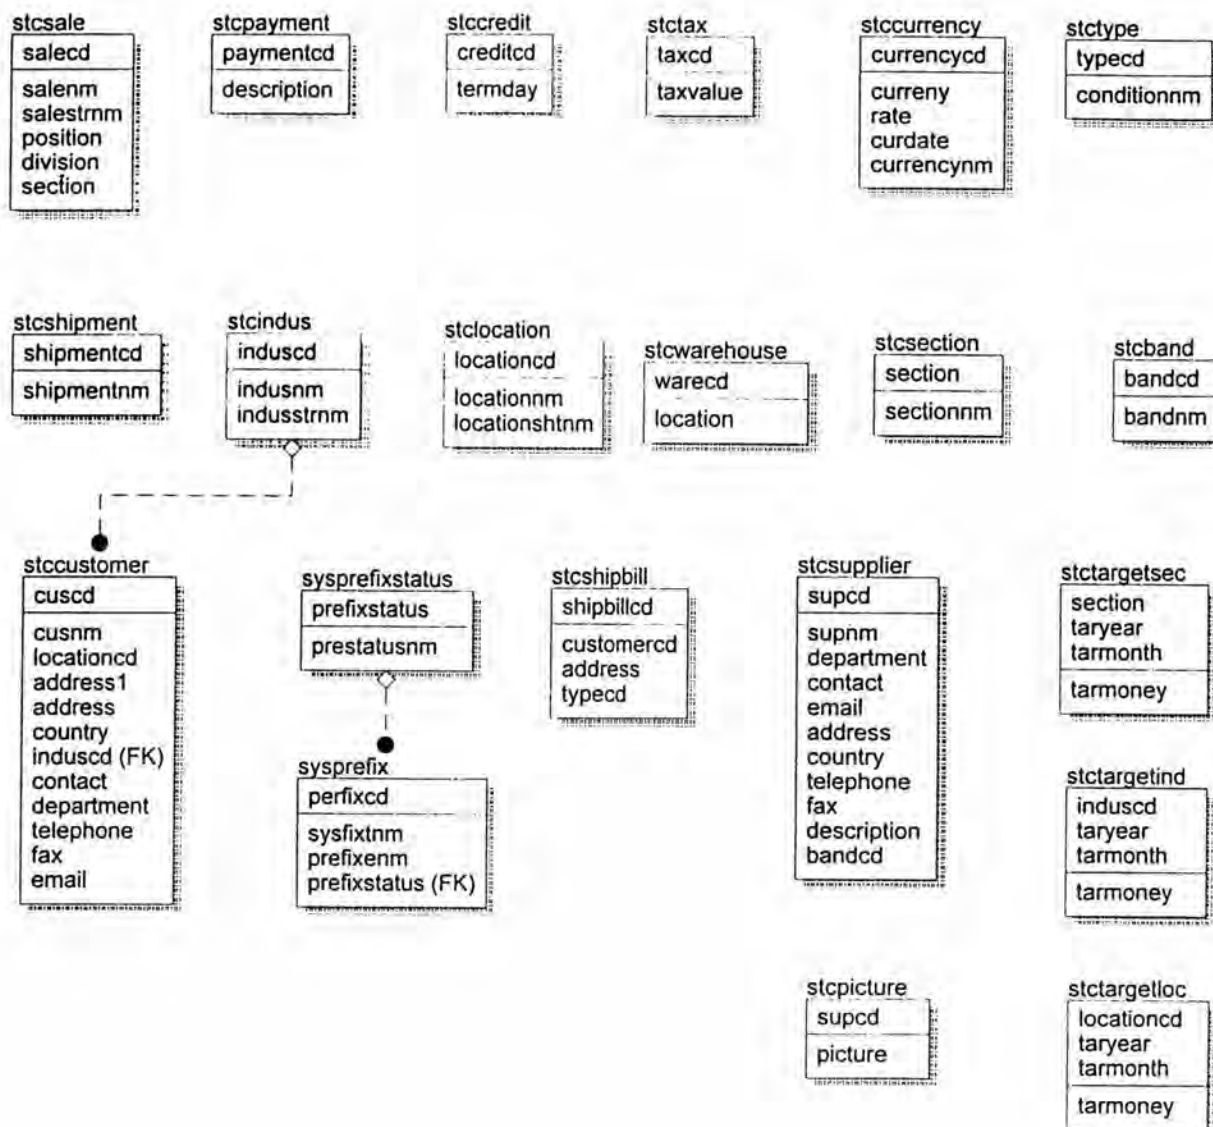 stcsale
salecd
salenm
salestrnm
position
division
section
stcpayment
paymentcd
description
stccredit
creditcd
termday
stctax
taxcd
taxvalue
stccurrency
currencycd
curreny
rate
curdate
currencynm
stctype
typecd
conditionnm
stcshipment
shipmentcd
shipmentnm
stcindus
induscd
indusnm
indusstrnm
stclocation
locationcd
locationnm
locationshtnm
stcwarehouse
warecd
location
stcsection
section
sectionnm
stcband
bandcd
bandnm
stccustomer
cuscd
cusnm
locationcd
address1
address
country
induscd (FK)
contact
department
telephone
fax
email
sysprefixstatus
prefixstatus
prestatusnm
sysprefix
perfixcd
sysfixtnm
prefixenm
prefixstatus (FK)
stcshipbill
shipbillcd
customercd
address
typecd
stcsupplier
supcd
supnm
department
contact
email
address
country
telephone
fax
description
bandcd
stctargetsec
section
taryear
tarmonth
tarmoney
stctargetind
induscd
taryear
tarmonth
tarmoney
stcpicture
supcd
picture
stctargetloc
locationcd
taryear
tarmonth
tarmoney